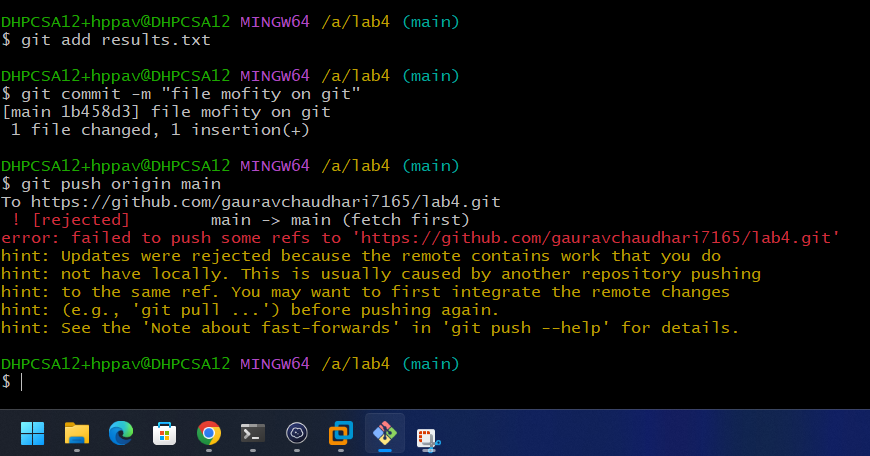 DHPCSA12+hppav@DHPCSA12 MINGW64 /a/lab4 (main)
$ git add results.txt
DHPCSA12+hppav@DHPCSA12 MINGW64 /a/lab4 (main)
$ git commit -m "file mofity on git"
[main 1b458d3] file mofity on git
 1 file changed, 1 insertion(+)
DHPCSA12+hppav@DHPCSA12 MINGW64 /a/lab4 (main)
$ git push origin main
To https://github.com/gauravchaudhari7165/lab4.git
 ! [rejected]        main -> main (fetch first)
error: failed to push some refs to 'https://github.com/gauravchaudhari7165/lab4.git'
hint: Updates were rejected because the remote contains work that you do
hint: not have locally. This is usually caused by another repository pushing
hint: to the same ref. You may want to first integrate the remote changes
hint: (e.g., 'git pull ...') before pushing again.
hint: See the 'Note about fast-forwards' in 'git push --help' for details.
DHPCSA12+hppav@DHPCSA12 MINGW64 /a/lab4 (main)
$